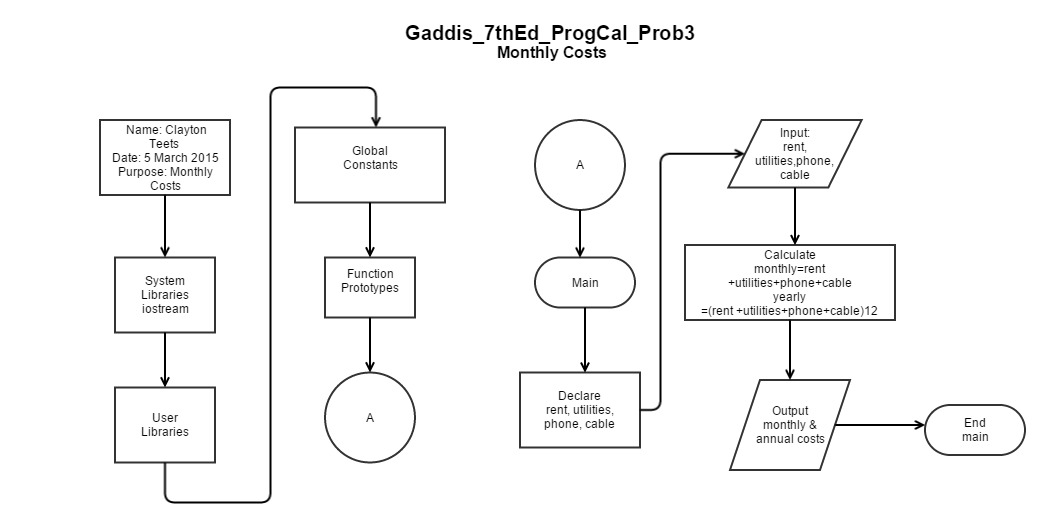 Gaddis_7thEd_ProgCal_Prob3
Monthly Costs
Name: Clayton
Teets
Date: 5 March 2015
Purpose: Monthly
Costs
System
Libraries
iostream
User
Libraries
Global
Constants
Function
Prototypes
A
A
Main
Declare
rent, utilities,
phone, cable
Input:
rent,
utilities,phone,
cable
Calculate
monthly=rent
+utilities+phone+cable
yearly
=(rent +utilities+phone+cable)12
Output
monthly &
annual costs
End
main